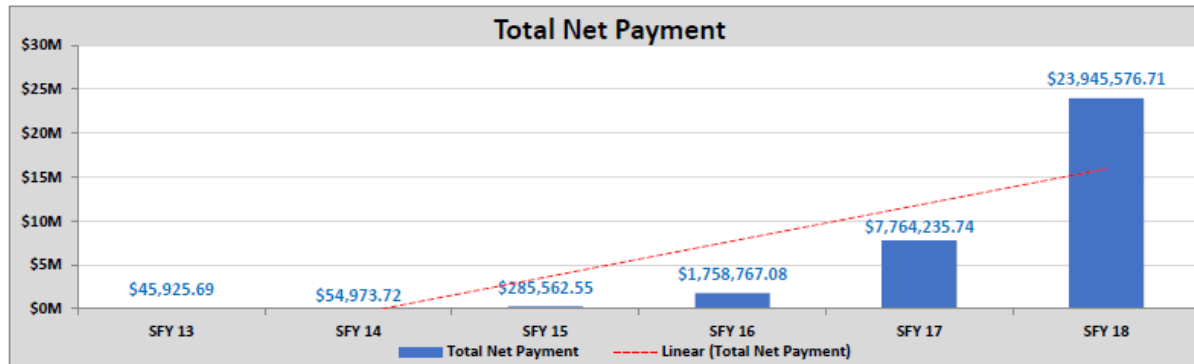 Total Net Payment
$30M
$25M
$20M
$15M
$10M
$5M
$0M
$45,925.69
$54,973.72
$285,562.55
$1,758,767.08
$7,764,235.74
$23,945,576.71
SFY 13
SFY 14
SFY 15
SFY 16
SFY 17
SFY 18
Total Net Payment
Linear (Total Net Payment)